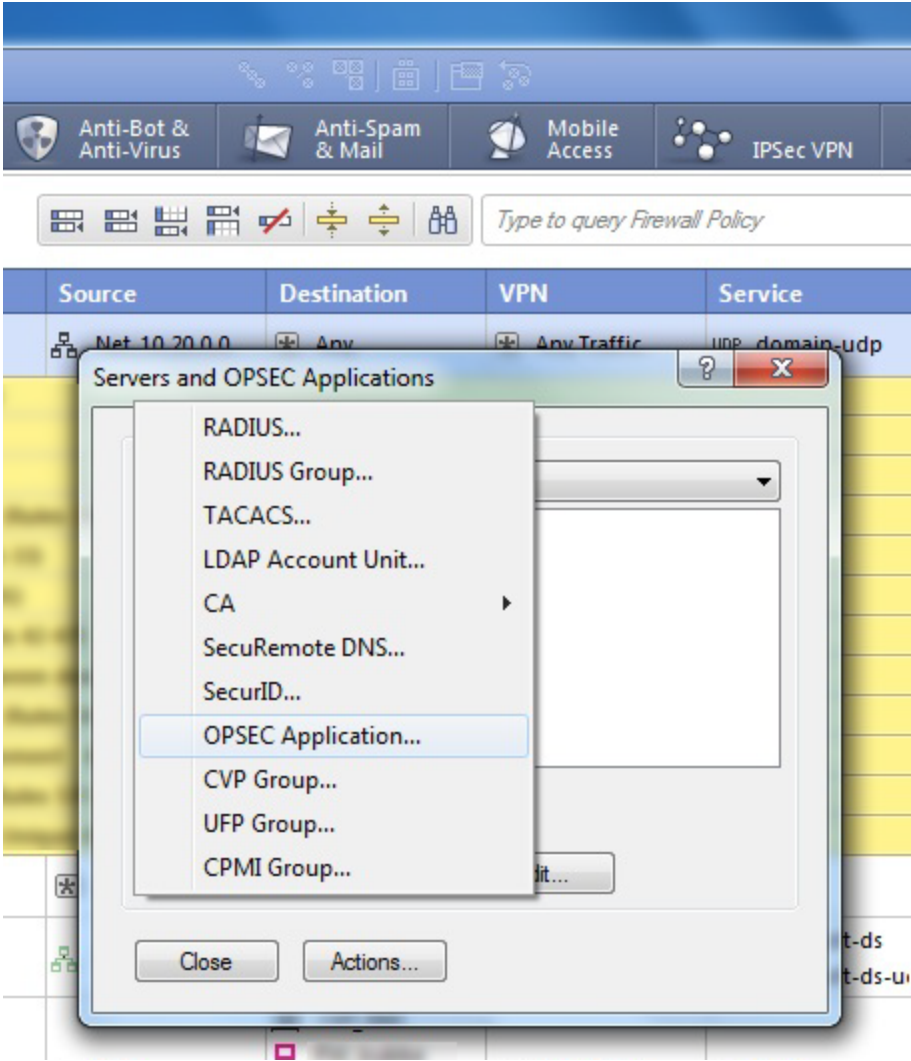 Anti-Bot &
Anti-Virus
Anti-Spam
& Mail
Mobile
Access
IPSec VPN
Type to query Firewall Policy
Source
Destination
VPN
Service
Net_10.20.0.0
Any
Any Traffic
UDP domain-udp
Servers and OPSEC Applications
?
X
RADIUS...
RADIUS Group...
TACACS...
LDAP Account Unit...
CA
SecuRemote DNS...
SecurID...
OPSEC Application...
CVP Group...
UFP Group...
CPMI Group...
dit...
t-ds
t-ds-u
Close
Actions...